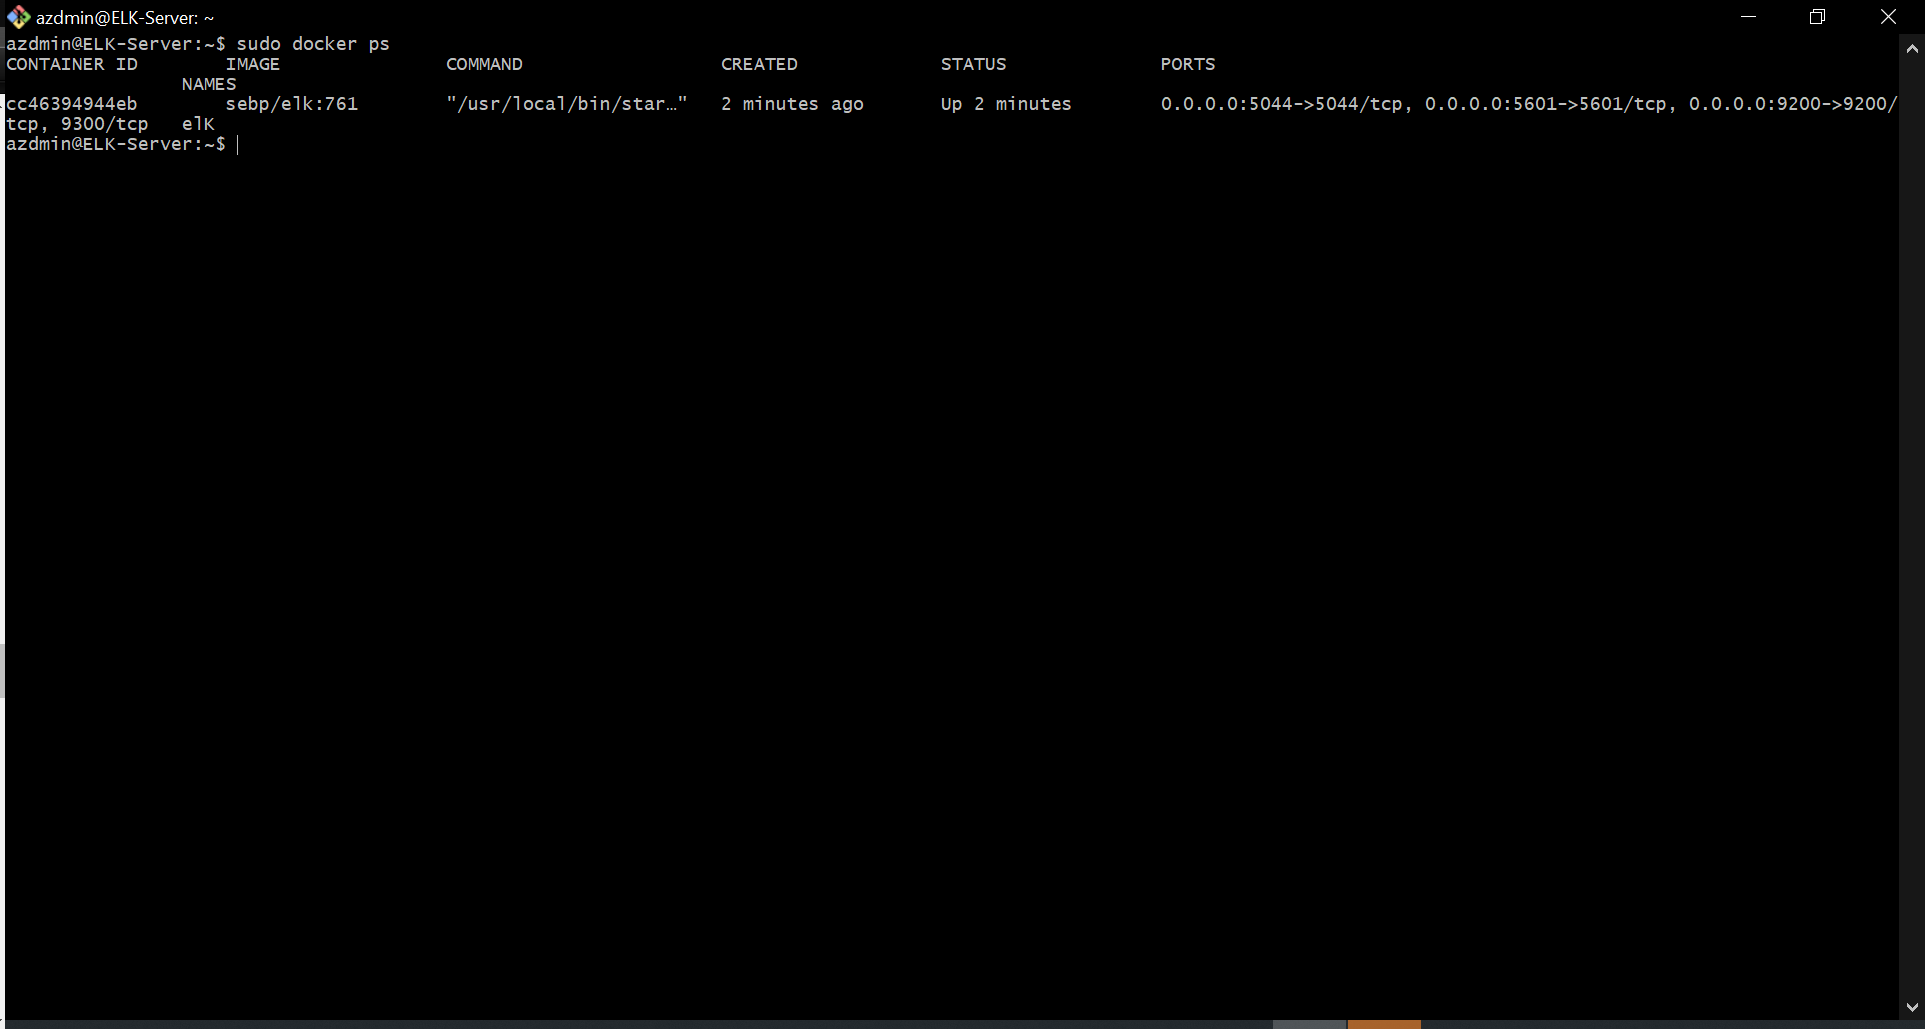 azdmin@ELK-Server: ~
azdmin@ELK-Server:~$ sudo docker ps
CONTAINER ID        IMAGE               COMMAND                  CREATED             STATUS              PORTS
                NAMES
cc46394944eb        sebp/elk:761        "/usr/local/bin/star…"   2 minutes ago       Up 2 minutes        0.0.0.0:5044->5044/tcp, 0.0.0.0:5601->5601/tcp, 0.0.0.0:9200->9200/
tcp, 9300/tcp   elK
azdmin@ELK-Server:~$